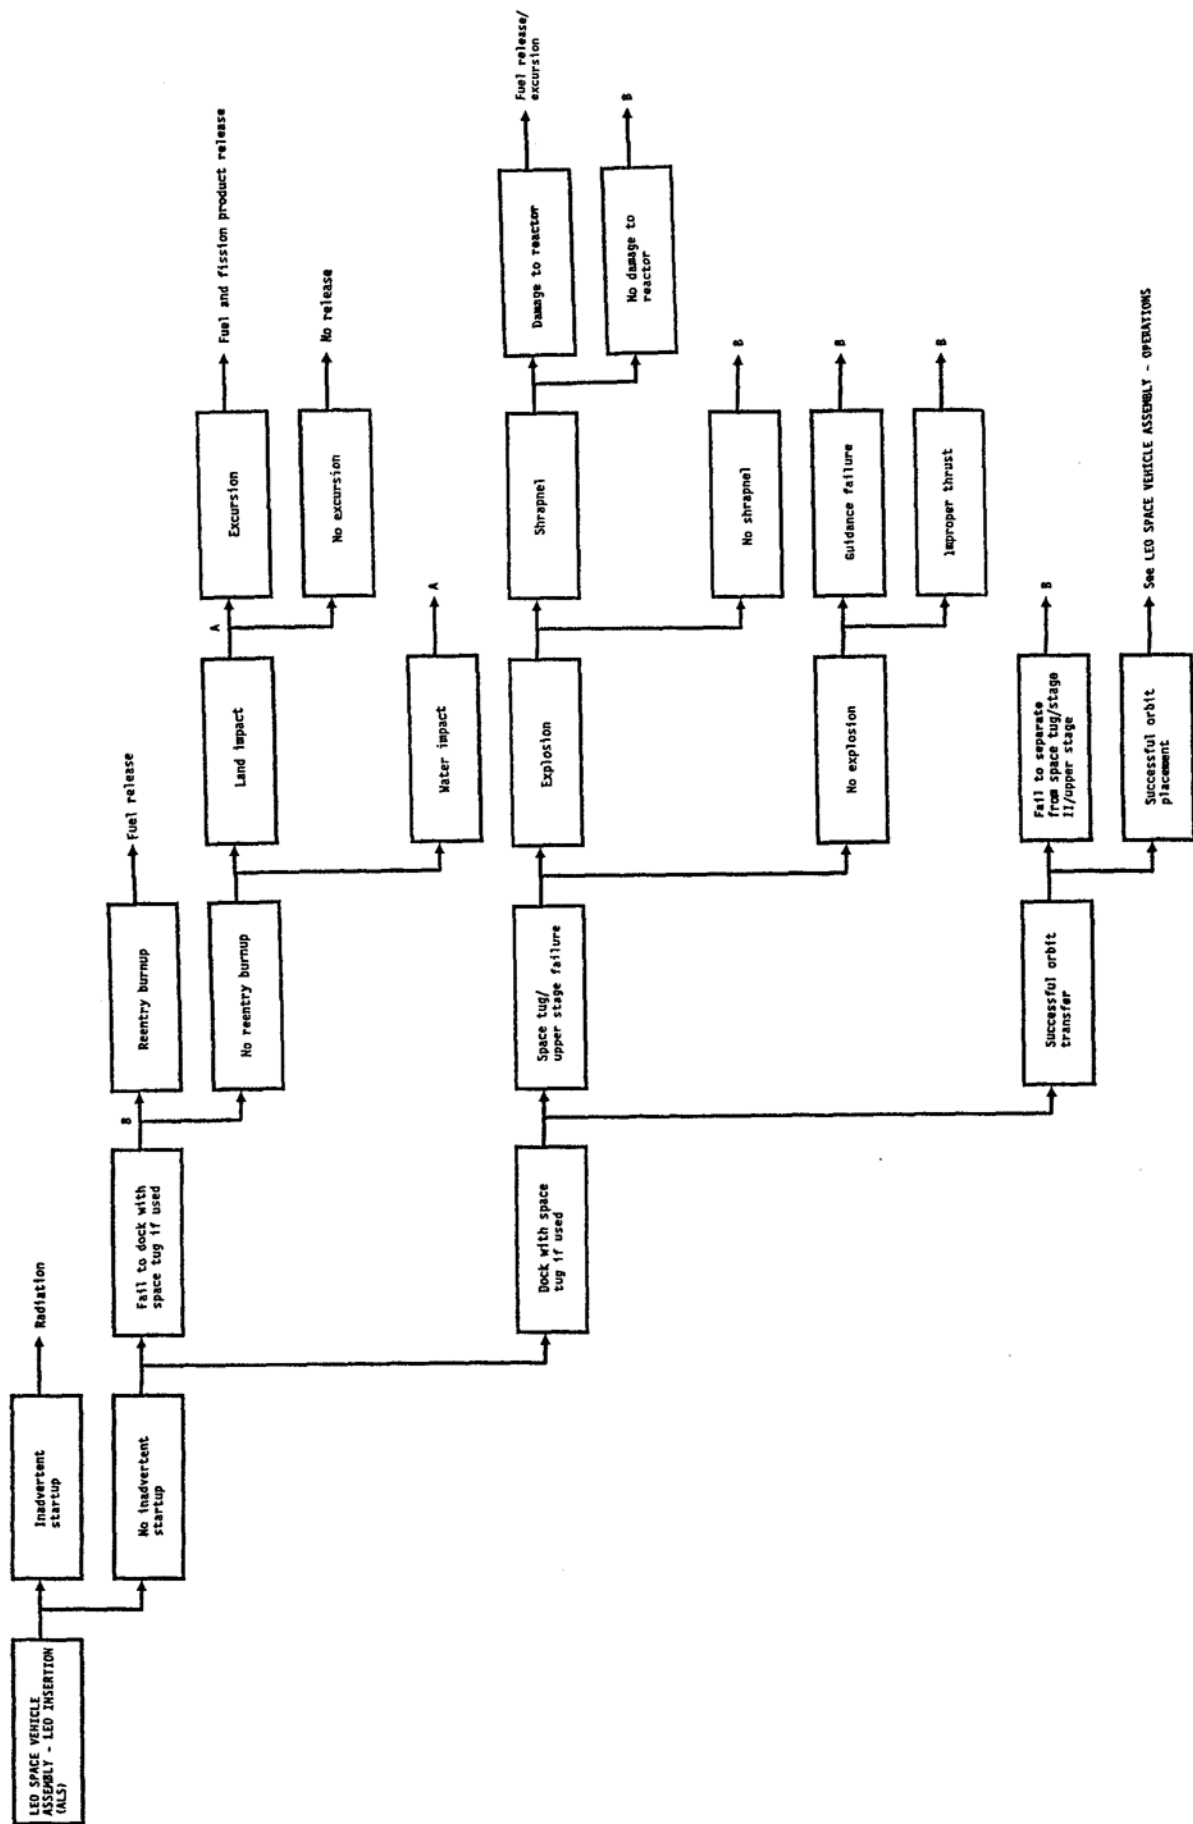 LEO SPACE VEHICLE
ASSEMBLY - LEO INSERTION
(ALS)
Inadvertent
startup
Radiation
No inadvertent
startup
Fail to dock with
space tug if used
B
Reentry burnup
Fuel release
No reentry burnup
Land impact
A
Excursion
Fuel and fission product release
No excursion
No release
Water impact
A
Dock with space
tug if used
Space tug/
upper stage failure
Explosion
Shrapnel
Damage to reactor
Fuel release/
excursion
No damage to
reactor
B
No shrapnel
B
No explosion
Guidance failure
B
Improper thrust
B
Successful orbit
transfer
Fail to separate
from space tug/stage
II/upper stage
B
Successful orbit
placement
See LEO SPACE VEHICLE ASSEMBLY - OPERATIONS